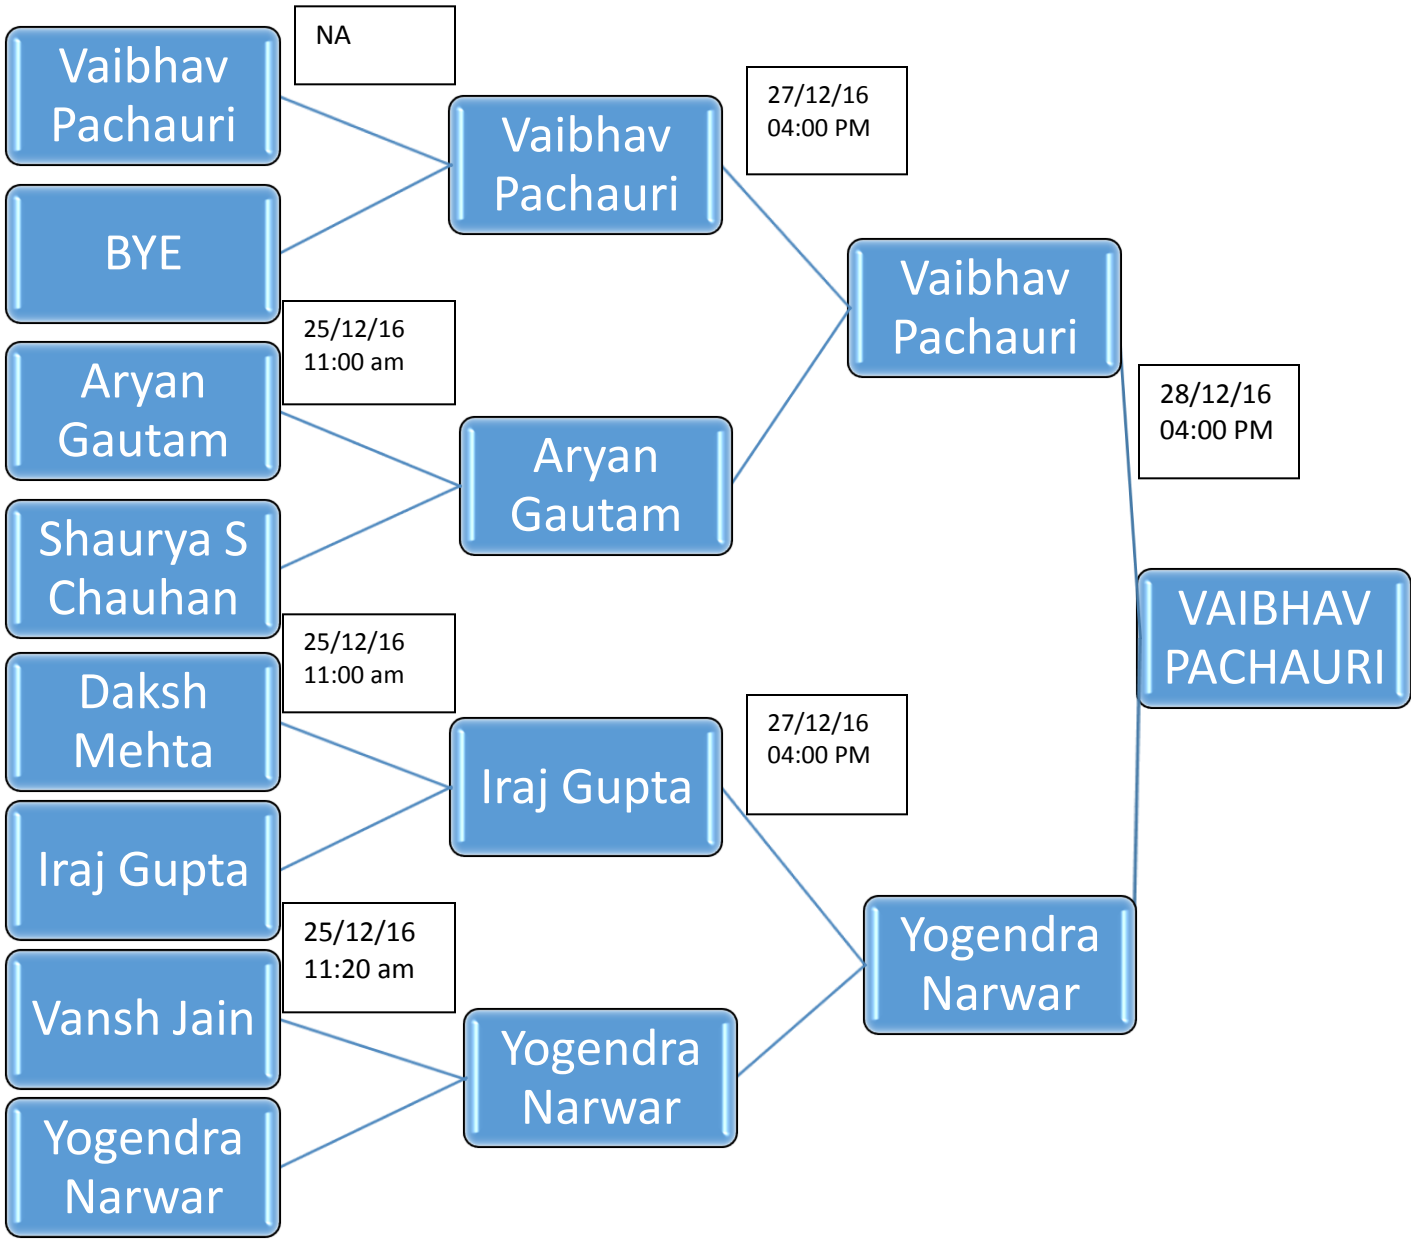 Vaibhav
Pachauri
BYE
Aryan
Gautam
Shaurya S
Chauhan
Daksh
Mehta
Iraj Gupta
Vansh Jain
Yogendra
Narwar
NA
25/12/16
11:00 am
25/12/16
11:00 am
25/12/16
11:20 am
Vaibhav
Pachauri
Aryan
Gautam
Iraj Gupta
Yogendra
Narwar
27/12/16
04:00 PM
27/12/16
04:00 PM
Vaibhav
Pachauri
Yogendra
Narwar
28/12/16
04:00 PM
VAIBHAV
PACHAURI